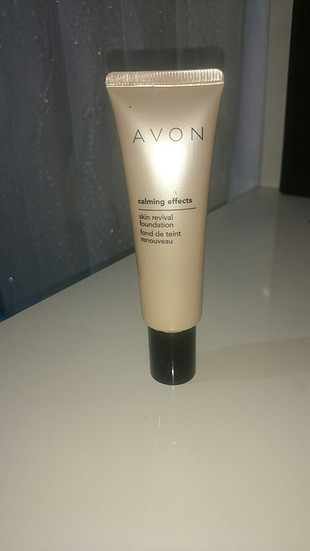 AVON
calming effects
skin revival
foundation
fond de teint
renouveau